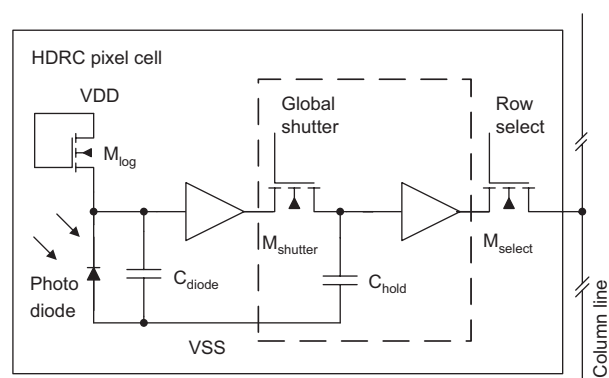 HDRC pixel cell
VDD
Global
shutter
Row
select
Mlog
Mshutter
Mselect
Photo
diode
Cdiode
Chold
VSS
Column line